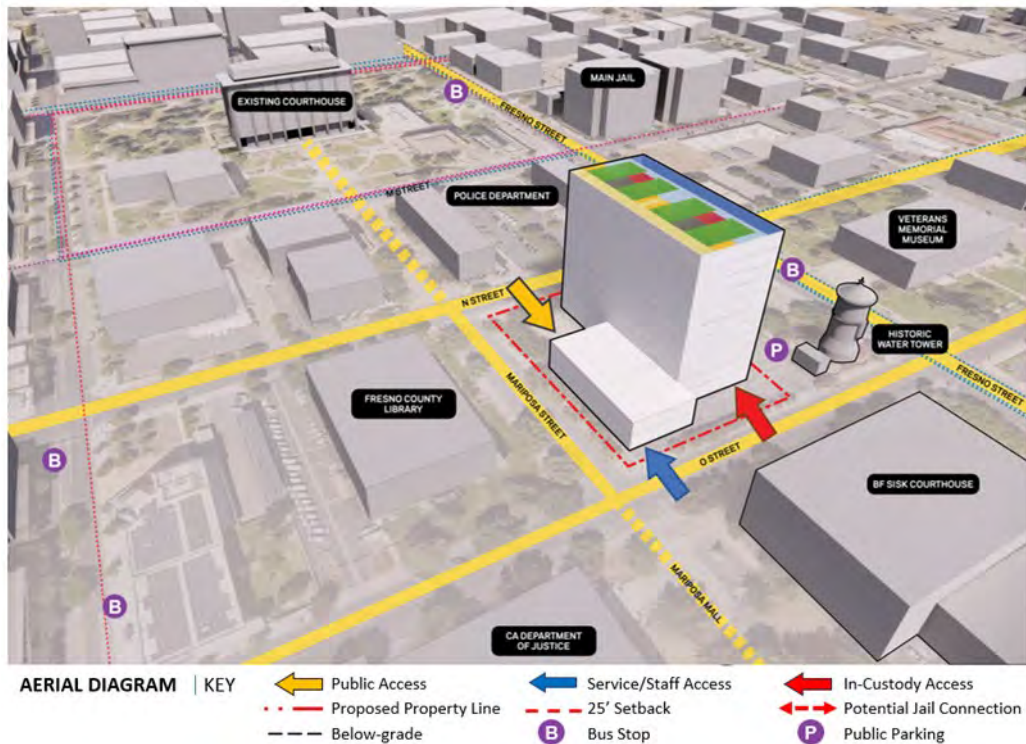 B
FRESNO STREET
MAIN JAIL
EXISTING COURTHOUSE
M STREET
POLICE DEPARTMENT
VETERANS
MEMORIAL
MUSEUM
B
N STREET
HISTORIC
WATER TOWER
P
MARIPOSA STREET
FRESNO COUNTY
LIBRARY
FRESNO STREET
O STREET
B
BF SISK COURTHOUSE
MARIPOSA MALL
B
CA DEPARTMENT
OF JUSTICE
AERIAL DIAGRAM | KEY
Public Access
Service/Staff Access
In-Custody Access
Proposed Property Line
25' Setback
Potential Jail Connection
Below-grade
B Bus Stop
P Public Parking